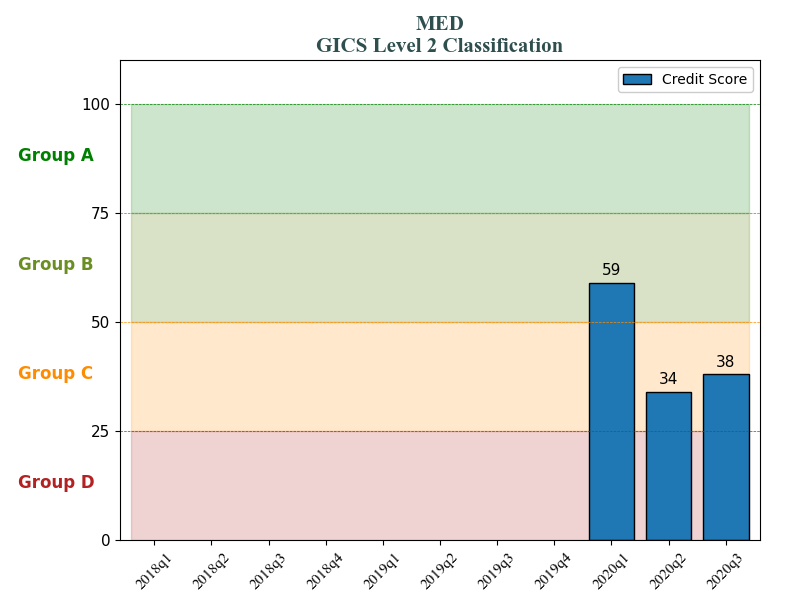 MED
GICS Level 2 Classification
Credit Score
100
Group A
75
Group B
59
50
38
Group C
34
25
Group D
0
2018q1 2018q2 2018q3 2018q4 2019q1 2019q2 2019q3 2019q4 2020q1 2020q2 2020q3